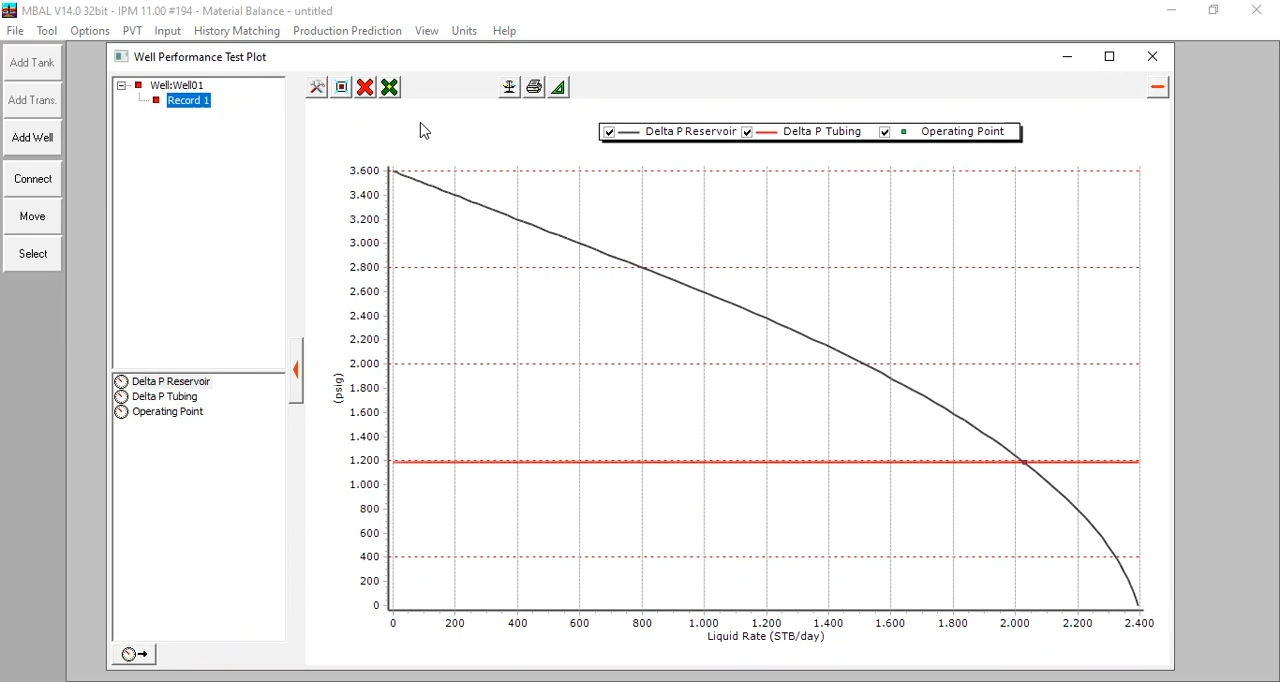 MBAL V14.0 32bit - IPM 11.00 #194 - Material Balance - untitled
File Tool Options PVT Input History Matching Production Prediction View Units Help
Add Tank
Add Trans.
Add Well
Connect
Move
Select
Well Performance Test Plot
Well:Well01
Record 1
Delta P Reservoir
Delta P Tubing
Operating Point
Delta P Reservoir Delta P Tubing Operating Point
3.600
3.400
3.200
3.000
2.800
2.600
2.400
2.200
2.000
1.800
1.600
1.400
1.200
1.000
800
600
400
200
0
(psig)
0 200 400 600 800 1.000 1.200 1.400 1.600 1.800 2.000 2.200 2.400
Liquid Rate (STB/day)